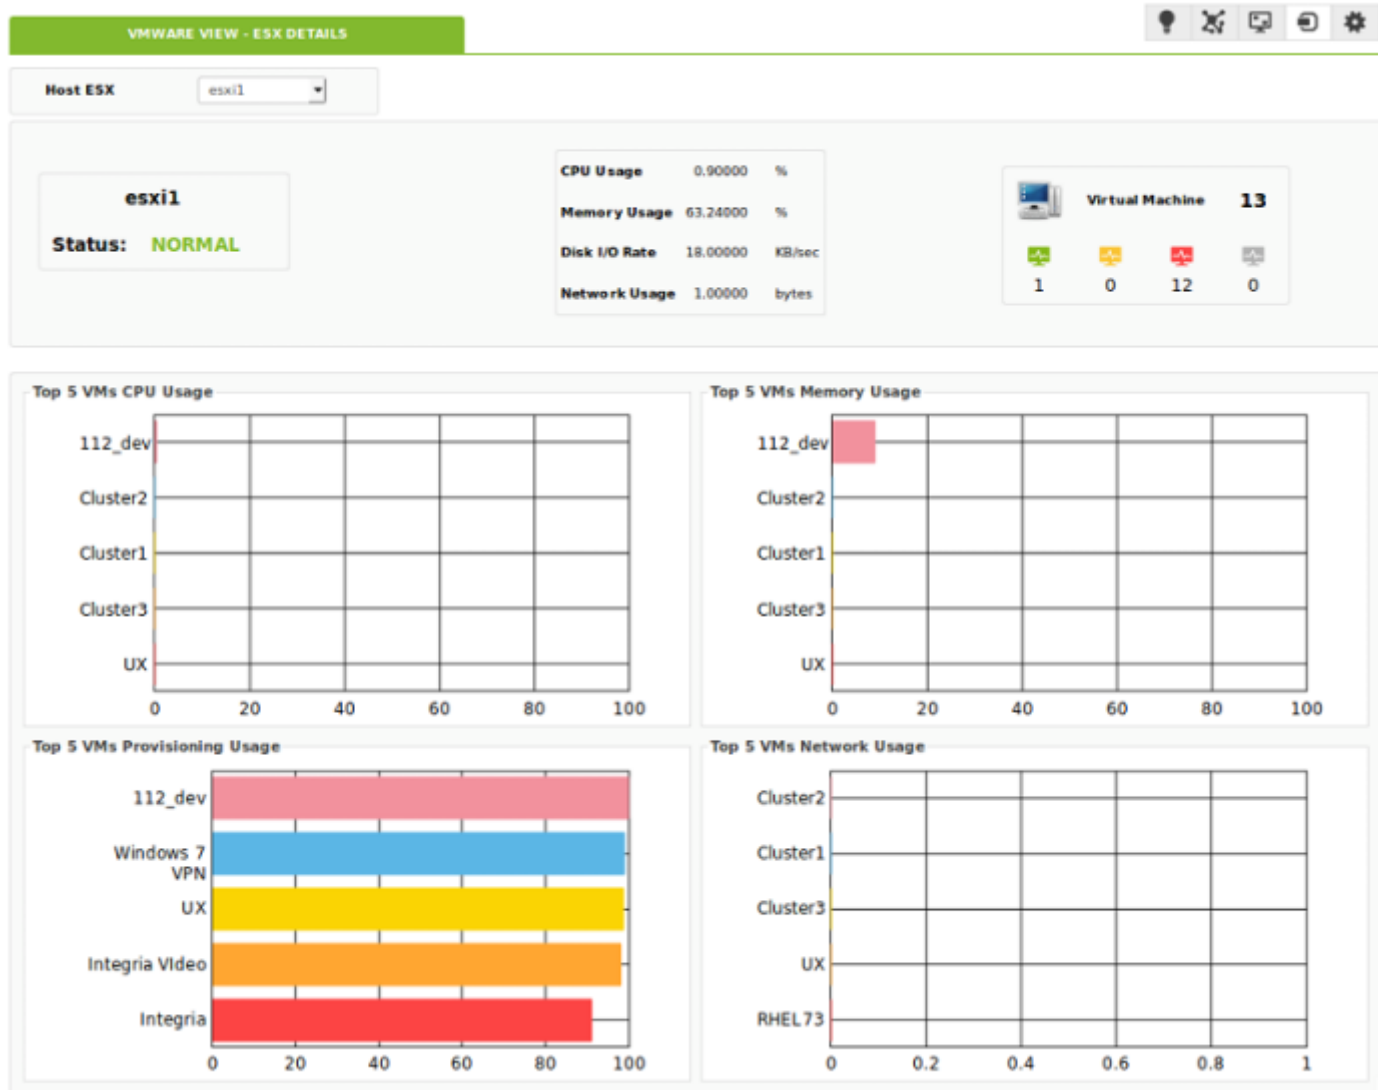 VMWARE VIEW - ESX DETAILS
Host ESX esxi1
esxi1
Status: NORMAL
CPU Usage 0.90000 %
Memory Usage 63.24000 %
Disk I/O Rate 18.00000 KB/sec
Network Usage 1.00000 bytes
Virtual Machine 13
1 0 12 0
Top 5 VMs CPU Usage
112_dev
Cluster2
Cluster1
Cluster3
UX
0 20 40 60 80 100
Top 5 VMs Memory Usage
112_dev
Cluster2
Cluster1
Cluster3
UX
0 20 40 60 80 100
Top 5 VMs Provisioning Usage
112_dev
Windows 7
VPN
UX
Integria VIdeo
Integria
0 20 40 60 80 100
Top 5 VMs Network Usage
Cluster2
Cluster1
Cluster3
UX
RHEL73
0 0.2 0.4 0.6 0.8 1